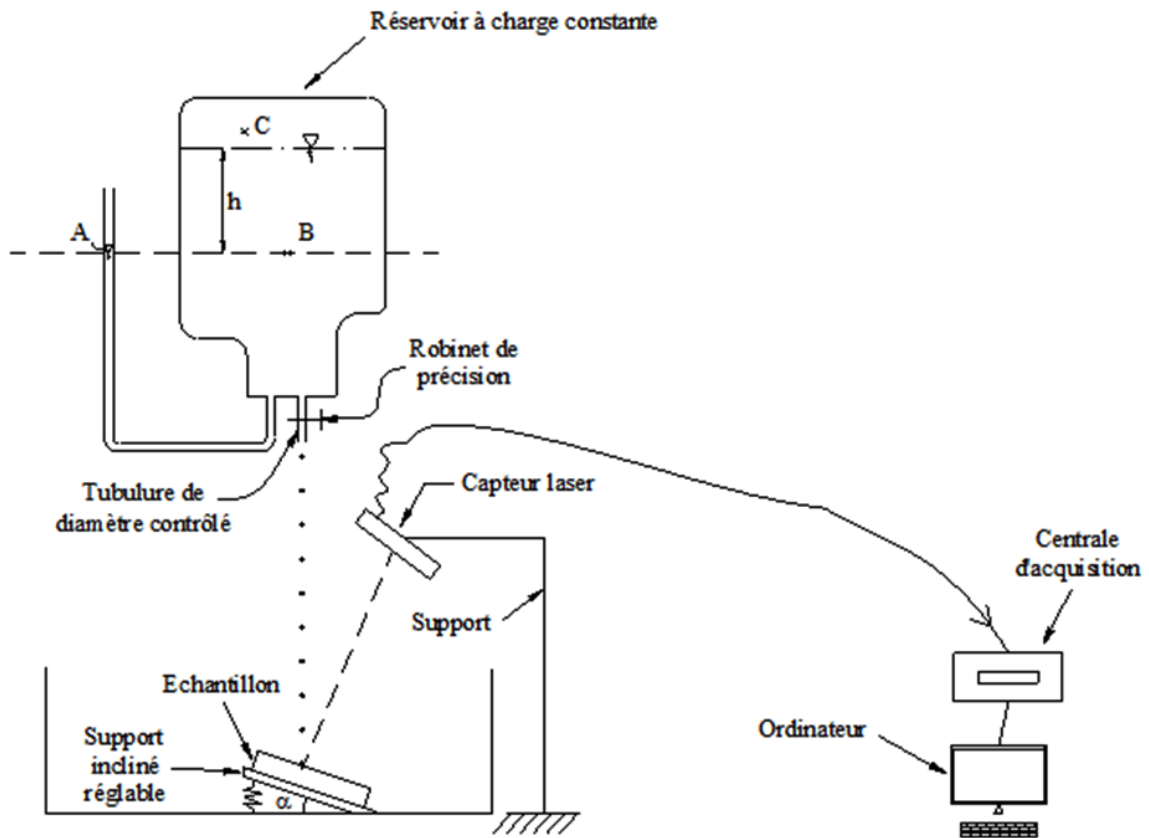 Réservoir à charge constante
C
h
A
B
Robinet de
précision
Tubulure de
diamètre contrôlé
Capteur laser
Centrale
d'acquisition
Support
Echantillon
Support
incliné
réglable
α
Ordinateur